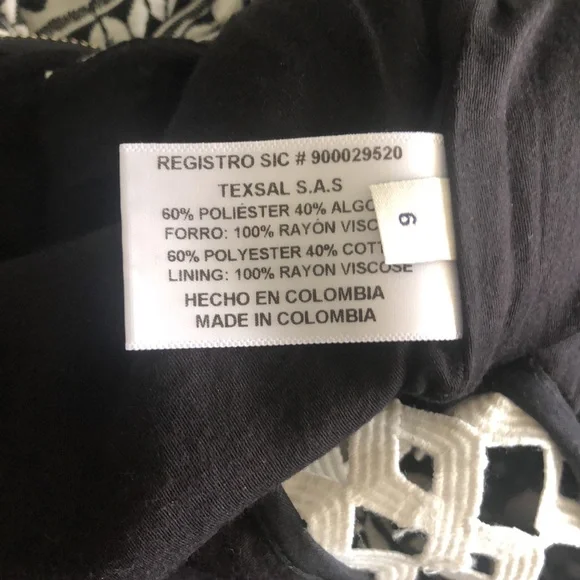 REGISTRO SIC # 900029520
TEXSAL S.A.S
60% POLIÉSTER 40% ALGO
FORRO: 100% RAYÓN VISC
60% POLYESTER 40% COTT
LINING: 100% RAYON VISCOSE
HECHO EN COLOMBIA
MADE IN COLOMBIA